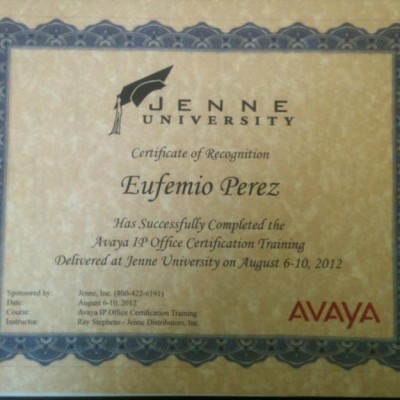 JENNE
UNIVERSITY
Certificate of Recognition
Eufemio Perez
Has Successfully Completed the
Avaya IP Office Certification Training
Delivered at Jenne University on August 6-10, 2012
Sponsored by: Jenne, Inc. (800-422-6191)
Date: August 6-10, 2012
Course: Avaya IP Office Certification Training
Instructor: Ray Stephens - Jenne Distributors, Inc
AVAYA